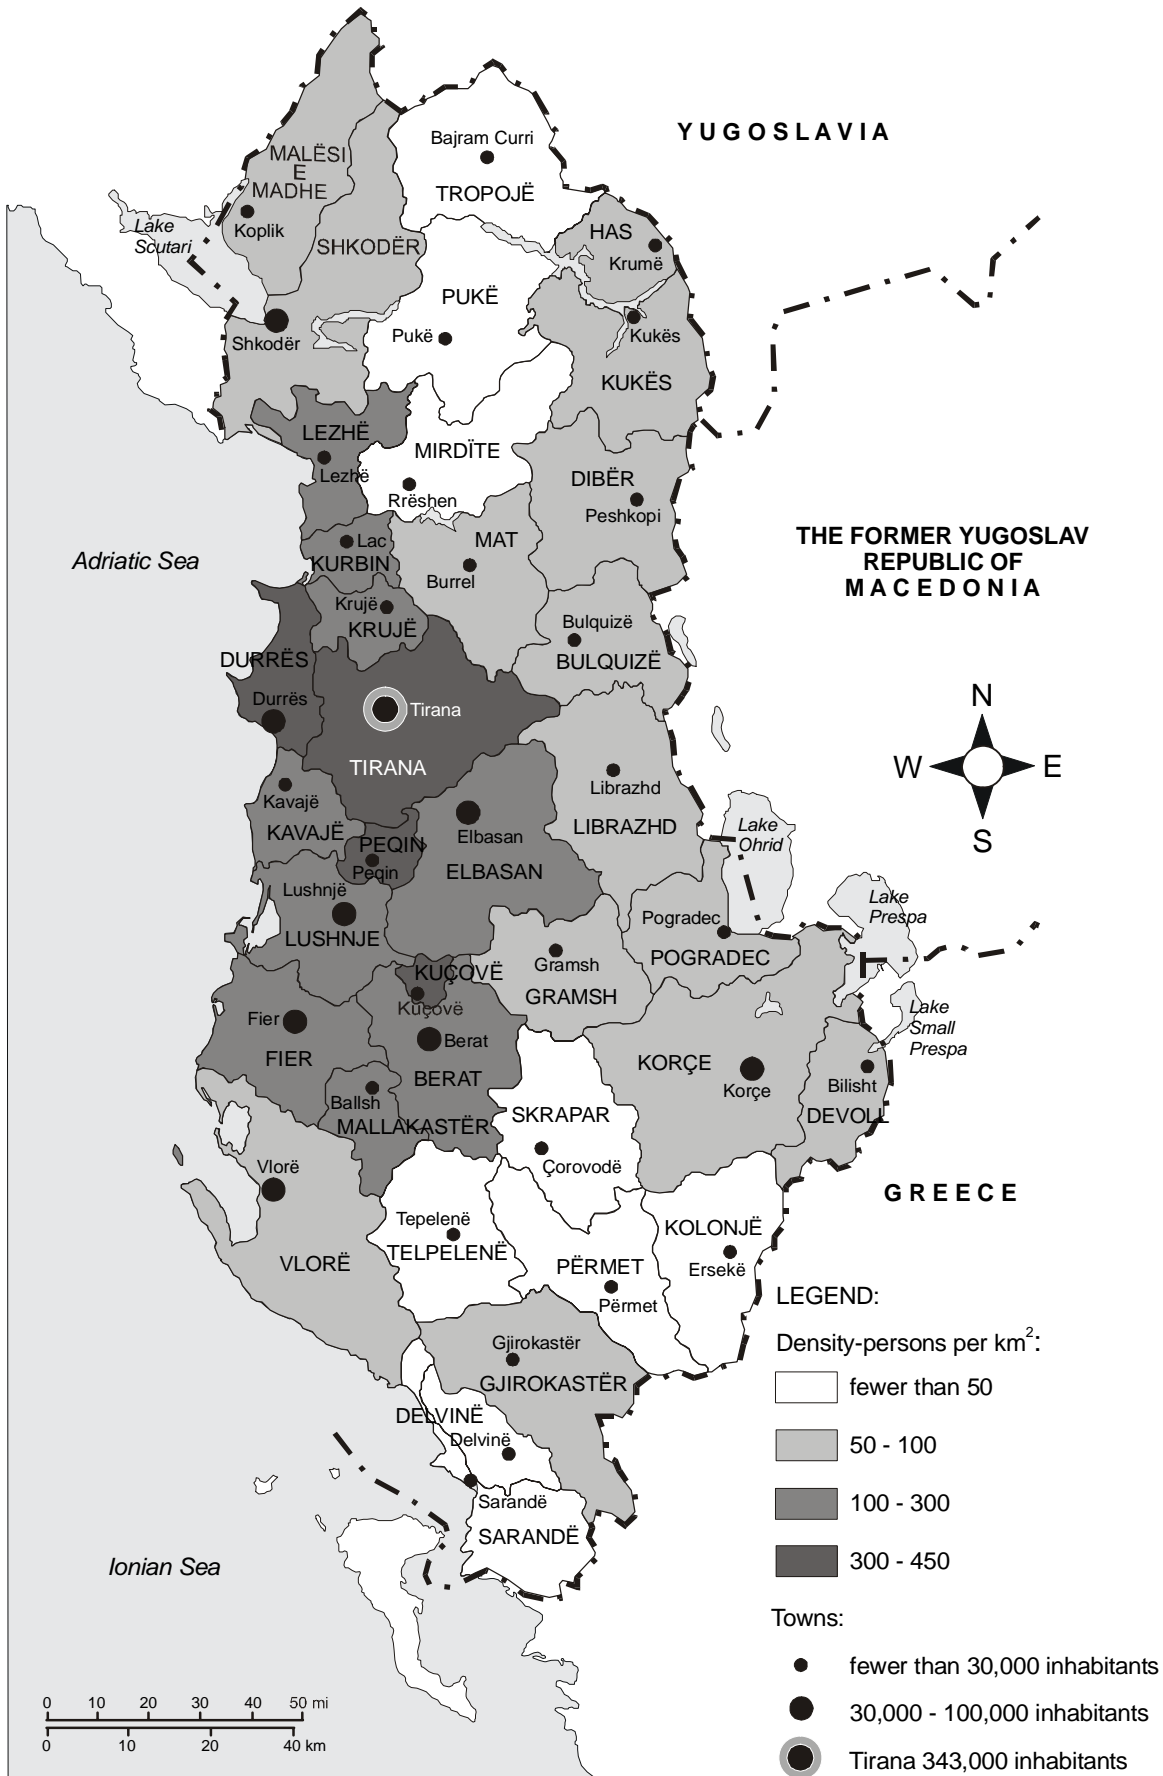 YUGOSLAVIA
Bajram Curri
TROPOJË
MALËSI
E
MADHE
Koplik
Lake
Scutari
SHKODËR
HAS
Krumë
PUKË
Pukë
Shkodër
Kukës
KUKËS
LEZHË
Lezhë
MIRDÏTE
Rrëshen
DIBËR
Peshkopi
THE FORMER YUGOSLAV
REPUBLIC OF
MACEDONIA
Adriatic Sea
Lac
KURBIN
MAT
Burrel
Krujë
KRUJË
Bulquizë
BULQUIZË
DURRËS
Durrës
Tirana
TIRANA
N
W
E
S
Kavajë
KAVAJË
Librazhd
LIBRAZHD
Elbasan
ELBASAN
PEQIN
Peqin
Lake
Ohrid
Lushnjë
LUSHNJE
Lake
Prespa
Pogradec
POGRADEC
Gramsh
GRAMSH
KUÇOVË
Kuçovë
Fier
FIER
Berat
BERAT
Lake
Small
Prespa
KORÇE
Korçe
Bilisht
DEVOLL
Ballsh
MALLAKASTËR
SKRAPAR
Çorovodë
Vlorë
VLORË
GREECE
Tepelenë
TELPELENË
KOLONJË
Ersekë
PËRMET
Përmet
Gjirokastër
GJIROKASTËR
DELVINË
Delvinë
Sarandë
SARANDË
Ionian Sea
LEGEND:
Density-persons per km²:
fewer than 50
50 - 100
100 - 300
300 - 450
Towns:
fewer than 30,000 inhabitants
30,000 - 100,000 inhabitants
Tirana 343,000 inhabitants
0 10 20 30 40 50 mi
0 10 20 40 km